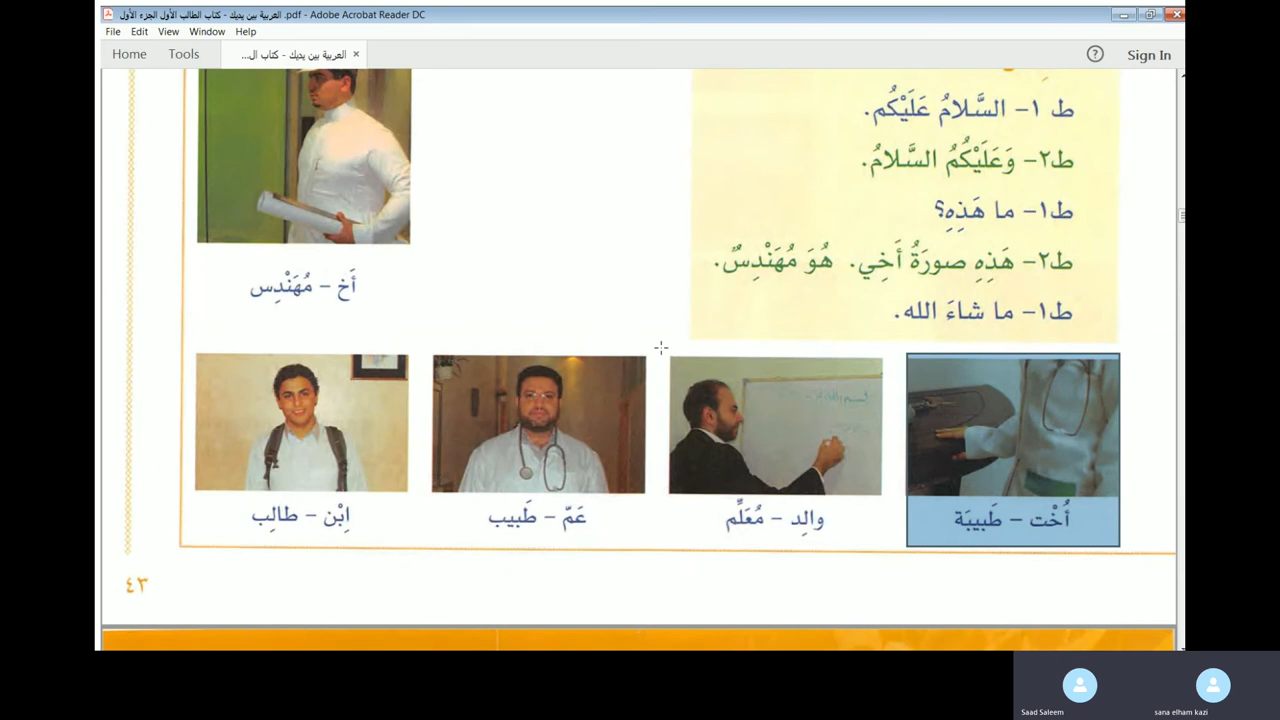 العربية بين يديك - كتاب الطالب الأول الجزء الأول.pdf - Adobe Acrobat Reader DC
File Edit View Window Help
Home Tools العربية بين يديك - كتاب ال... × ? Sign In
ط ١- السَّلامُ عَلَيْكُم.
ط٢- وَعَلَيْكُمُ السَّلامُ.
ط١- ما هَذِهِ؟
ط٢- هَذِهِ صورَةُ أَخِي. هُوَ مُهَنْدِسٌ.
ط١- ما شاءَ الله.
أَخ - مُهَنْدِس
أُخْت - طَبيبَة
والِد - مُعَلِّم
عَمّ - طَبيب
اِبْن - طالِب
٤٣
Saad Saleem
sana elham kazi